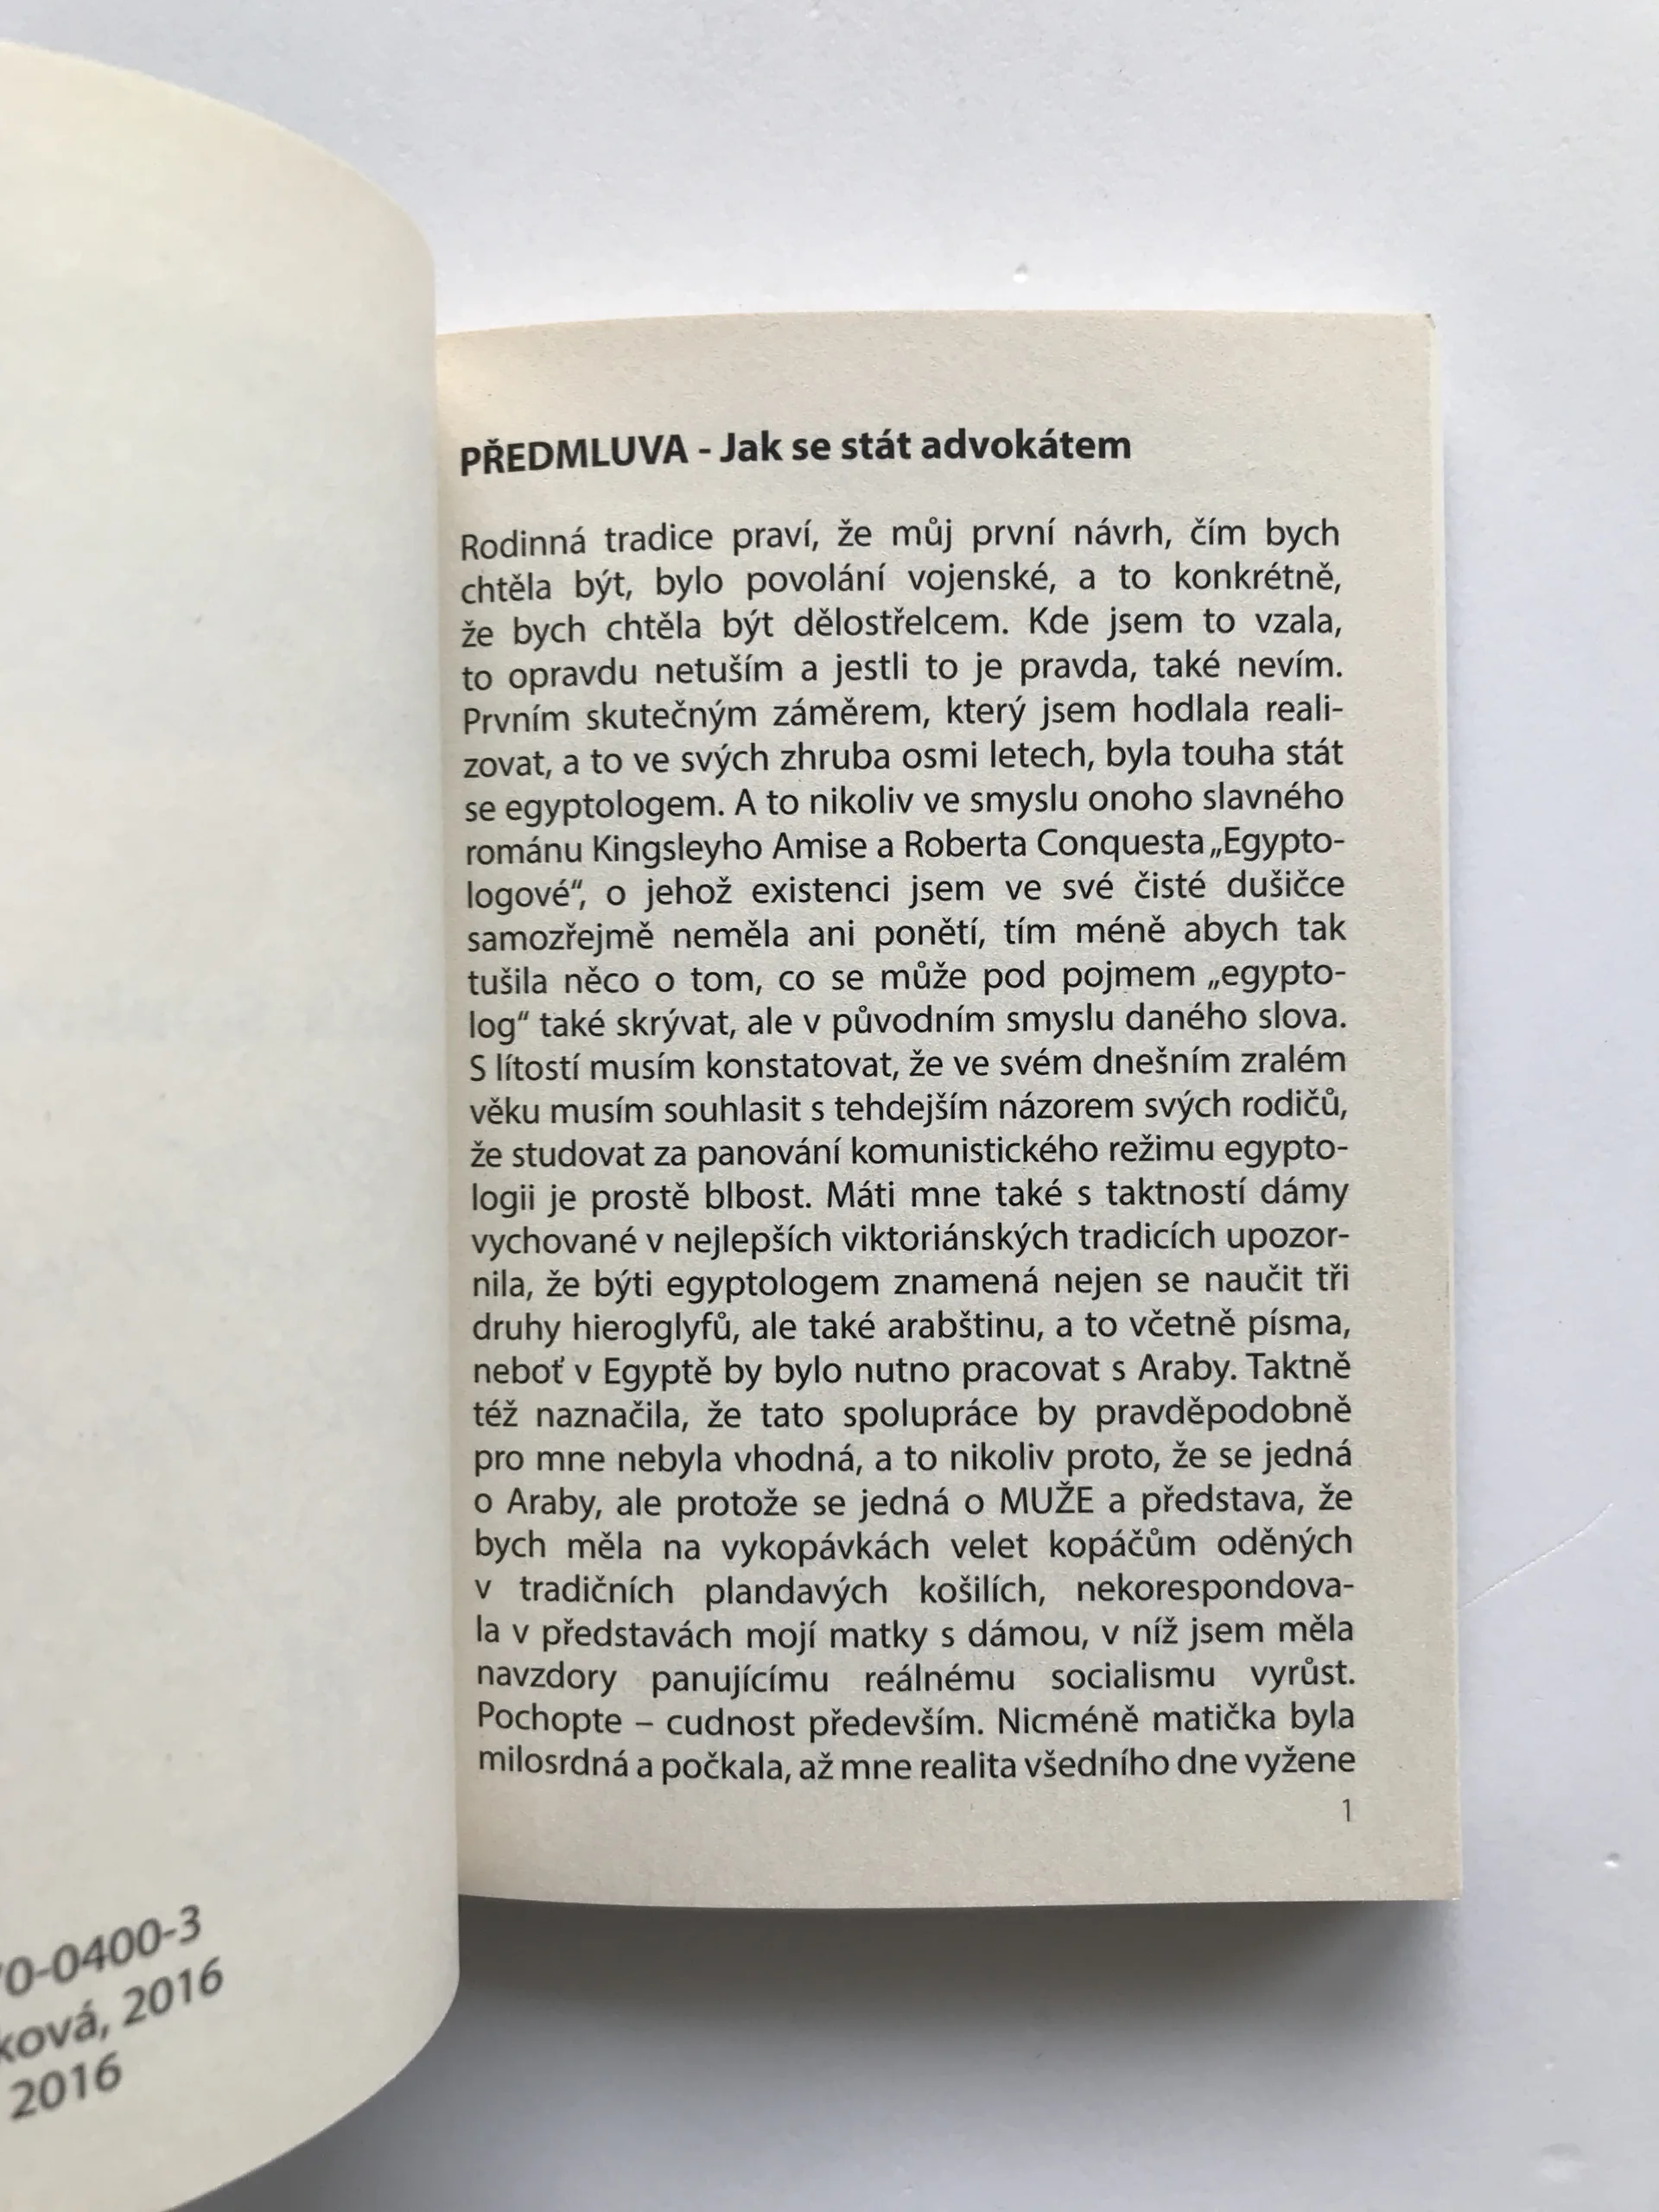 0-0400-3
ková, 2016
2016
PŘEDMLUVA - Jak se stát advokátem
Rodinná tradice praví, že můj první návrh, čím bych
chtěla být, bylo povolání vojenské, a to konkrétně,
že bych chtěla být dělostřelcem. Kde jsem to vzala,
to opravdu netuším a jestli to je pravda, také nevím.
Prvním skutečným záměrem, který jsem hodlala reali-
zovat, a to ve svých zhruba osmi letech, byla touha stát
se egyptologem. A to nikoliv ve smyslu onoho slavného
románu Kingsleyho Amise a Roberta Conquesta „Egypto-
logové“, o jehož existenci jsem ve své čisté dušičce
samozřejmě neměla ani ponětí, tím méně abych tak
tušila něco o tom, co se může pod pojmem „egypto-
log“ také skrývat, ale v původním smyslu daného slova.
S lítostí musím konstatovat, že ve svém dnešním zralém
věku musím souhlasit s tehdejším názorem svých rodičů,
že studovat za panování komunistického režimu egypto-
logii je prostě blbost. Máti mne také s taktností dámy
vychované v nejlepších viktoriánských tradicích upozor-
nila, že býti egyptologem znamená nejen se naučit tři
druhy hieroglyfů, ale také arabštinu, a to včetně písma,
neboť v Egyptě by bylo nutno pracovat s Araby. Taktně
též naznačila, že tato spolupráce by pravděpodobně
pro mne nebyla vhodná, a to nikoliv proto, že se jedná
o Araby, ale protože se jedná o MUŽE a představa, že
bych měla na vykopávkách velet kopáčům oděných
v tradičních plandavých košilích, nekorespondova-
la v představách mojí matky s dámou, v níž jsem měla
navzdory panujícímu reálnému socialismu vyrůst.
Pochopte – cudnost především. Nicméně matička byla
milosrdná a počkala, až mne realita všedního dne vyžene
1